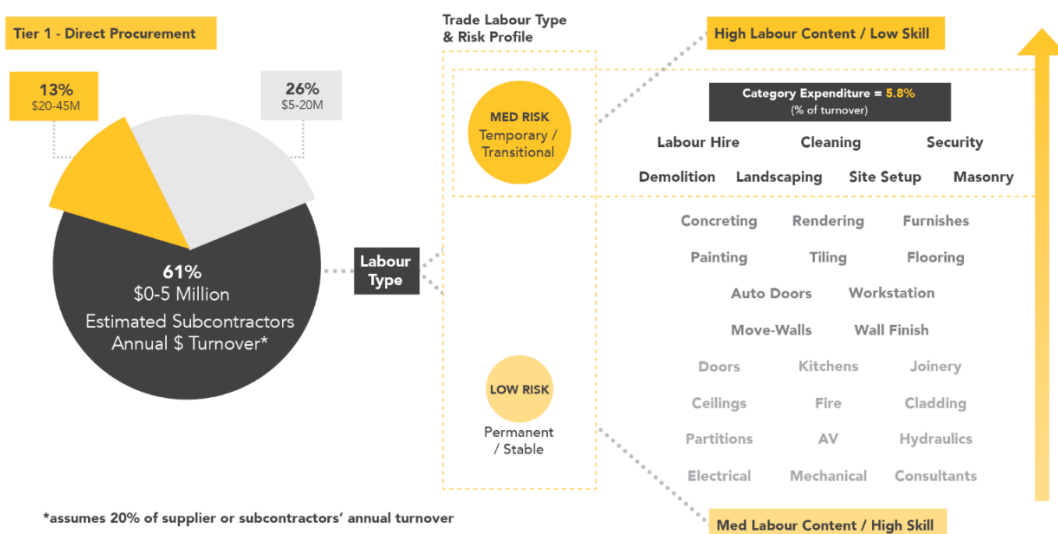 Tier 1 - Direct Procurement
13%
$20-45M
26%
$5-20M
61%
$0-5 Million
Estimated Subcontractors
Annual $ Turnover*
Labour
Type
Trade Labour Type
& Risk Profile
MED RISK
Temporary /
Transitional
LOW RISK
Permanent
/ Stable
High Labour Content / Low Skill
Category Expenditure = 5.8%
(% of turnover)
Labour Hire Cleaning Security
Demolition Landscaping Site Setup Masonry
Concreting Rendering Furnishes
Painting Tiling Flooring
Auto Doors Workstation
Move-Walls Wall Finish
Doors Kitchens Joinery
Ceilings Fire Cladding
Partitions AV Hydraulics
Electrical Mechanical Consultants
Med Labour Content / High Skill
*assumes 20% of supplier or subcontractors' annual turnover